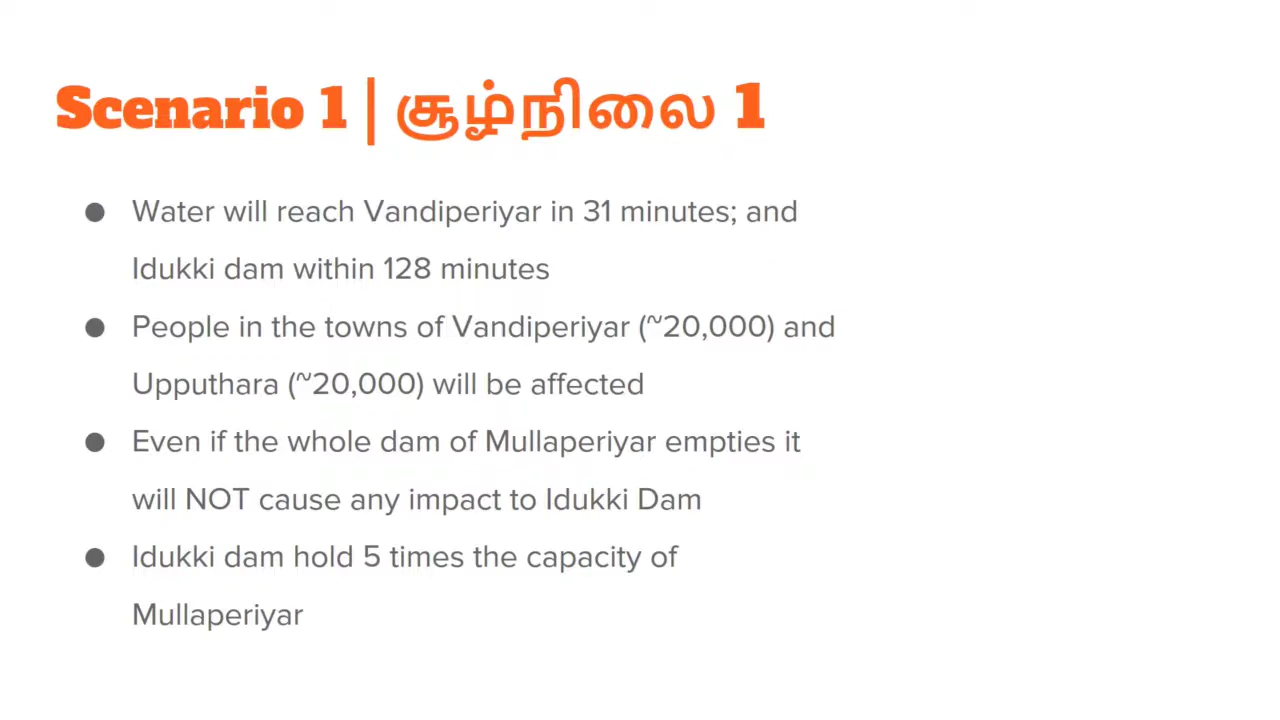 Scenario 1 | சூழ்நிலை 1
● Water will reach Vandiperiyar in 31 minutes; and
Idukki dam within 128 minutes
● People in the towns of Vandiperiyar (~20,000) and
Upputhara (~20,000) will be affected
● Even if the whole dam of Mullaperiyar empties it
will NOT cause any impact to Idukki Dam
● Idukki dam hold 5 times the capacity of
Mullaperiyar